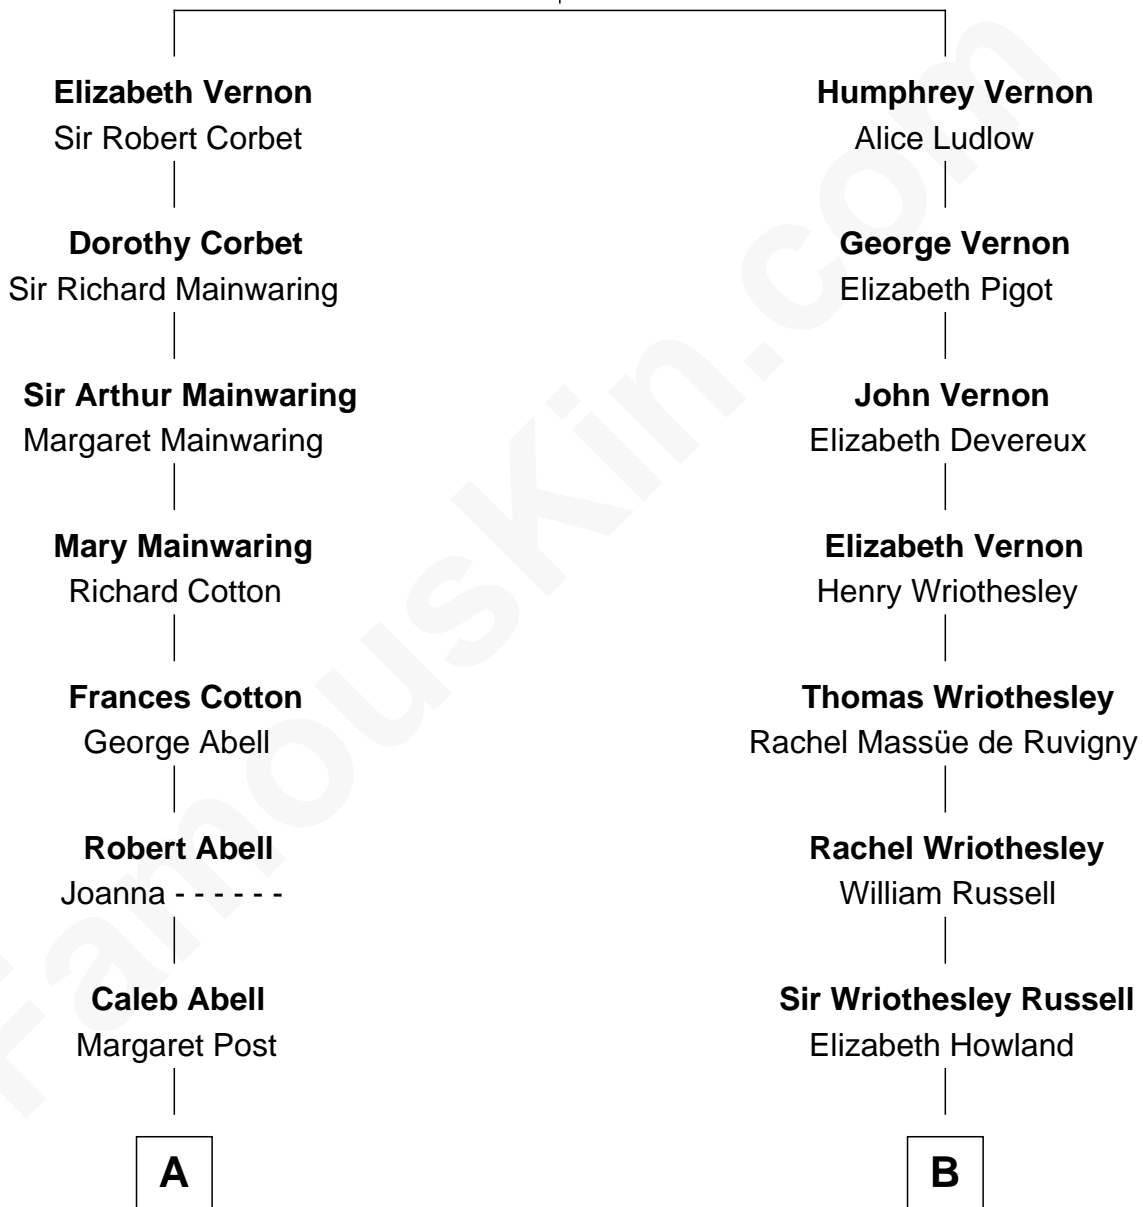 Elizabeth Vernon
Sir Robert Corbet
Dorothy Corbet
Sir Richard Mainwaring
Sir Arthur Mainwaring
Margaret Mainwaring
Mary Mainwaring
Richard Cotton
Frances Cotton
George Abell
Robert Abell
Joanna - - - - - -
Caleb Abell
Margaret Post
A
Humphrey Vernon
Alice Ludlow
George Vernon
Elizabeth Pigot
John Vernon
Elizabeth Devereux
Elizabeth Vernon
Henry Wriothesley
Thomas Wriothesley
Rachel Massüe de Ruvigny
Rachel Wriothesley
William Russell
Sir Wriothesley Russell
Elizabeth Howland
B
FamousKin.com